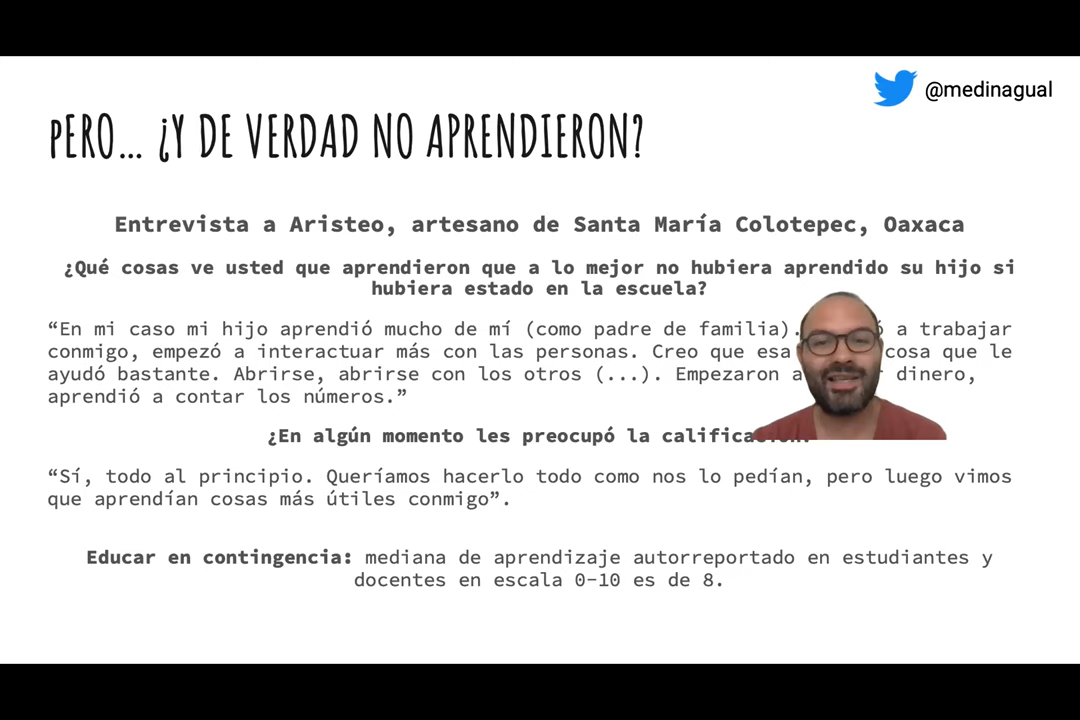 @medinagual
pERO... ¿Y DE VERDAD NO APRENDIERON?
Entrevista a Aristeo, artesano de Santa María Colotepec, Oaxaca
¿Qué cosas ve usted que aprendieron que a lo mejor no hubiera aprendido su hijo si
hubiera estado en la escuela?
“En mi caso mi hijo aprendió mucho de mí (como padre de familia). a trabajar
conmigo, empezó a interactuar más con las personas. Creo que esa cosa que le
ayudó bastante. Abrirse, abrirse con los otros (...). Empezaron a dinero,
aprendió a contar los números.”
¿En algún momento les preocupó la
“Sí, todo al principio. Queríamos hacerlo todo como nos lo pedían, pero luego vimos
que aprendían cosas más útiles conmigo”.
Educar en contingencia: mediana de aprendizaje autorreportado en estudiantes y
docentes en escala 0-10 es de 8.